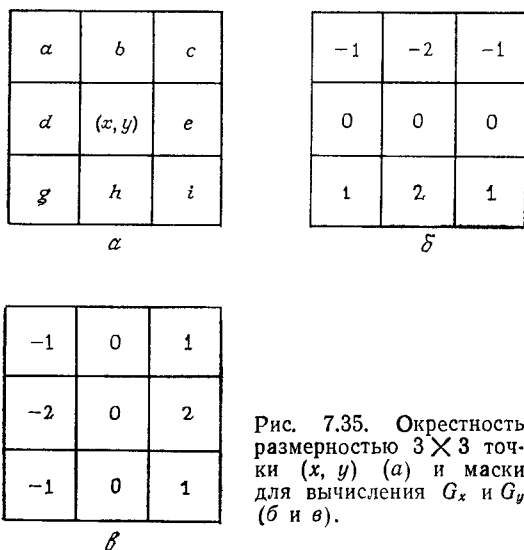 a b c
d (x, y) e
g h i
а
−1 −2 −1
0 0 0
1 2 1
б
−1 0 1
−2 0 2
−1 0 1
в
Рис. 7.35. Окрестность
размерностью 3 × 3 точ-
ки (x, y) (а) и маски
для вычисления Gx и Gy
(б и в).